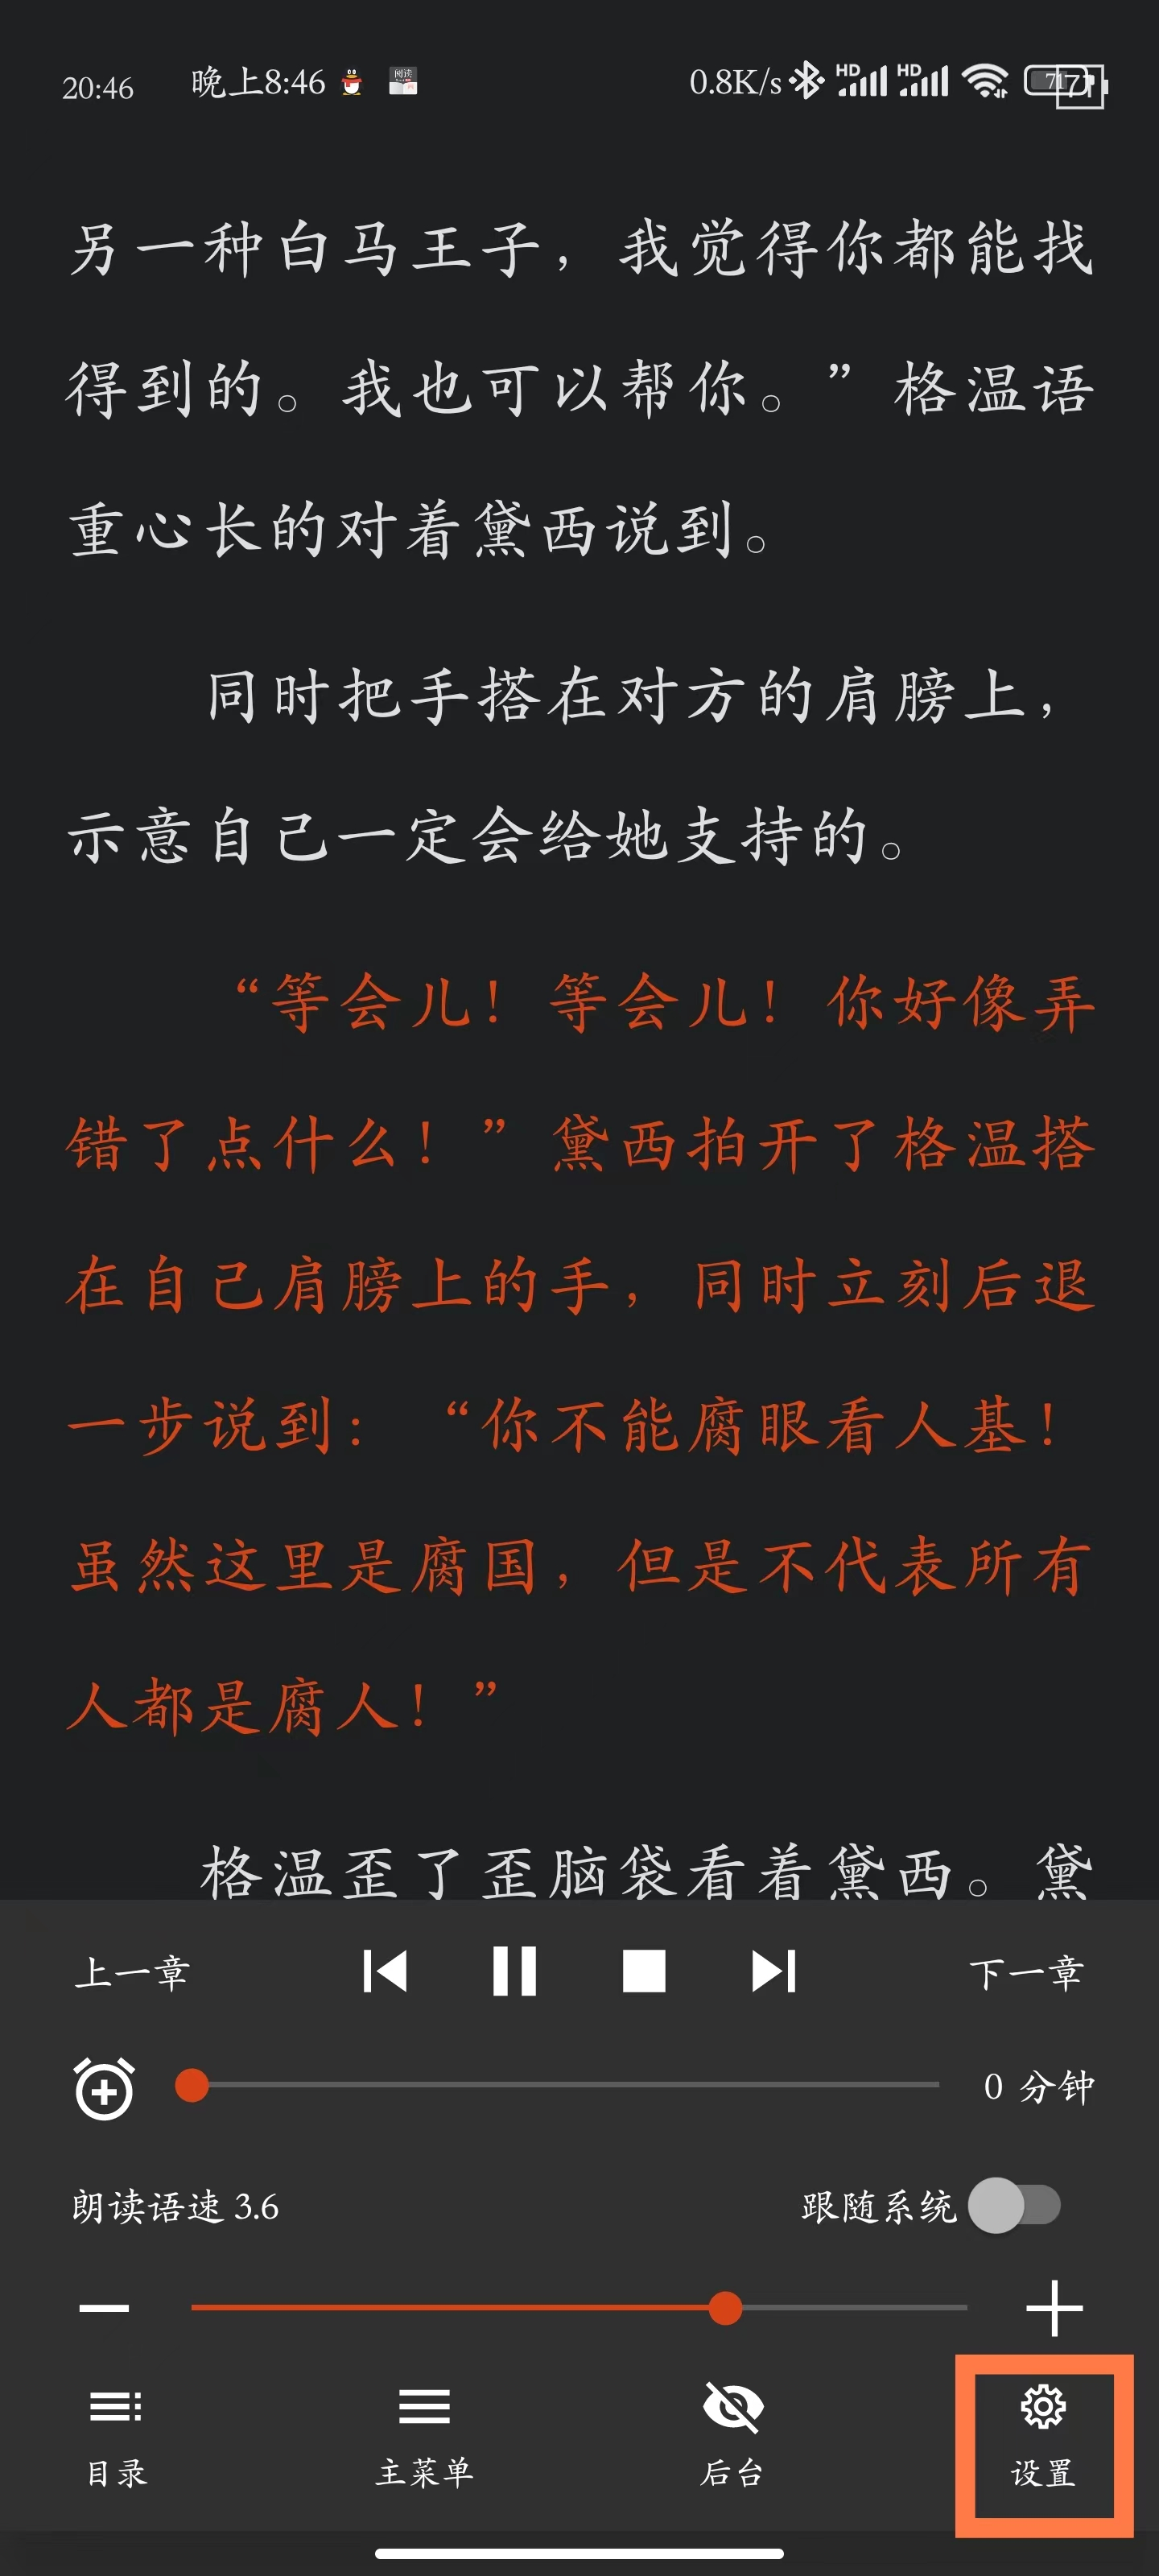 20:46 晚上8:46 阅读 0.8K/s HD HD 71 71
另一种白马王子，我觉得你都能找
得到的。我也可以帮你。”格温语
重心长的对着黛西说到。
同时把手搭在对方的肩膀上，
示意自己一定会给她支持的。
“等会儿！等会儿！你好像弄
错了点什么！”黛西拍开了格温搭
在自己肩膀上的手，同时立刻后退
一步说到：“你不能腐眼看人基！
虽然这里是腐国，但是不代表所有
人都是腐人！”
格温歪了歪脑袋看着黛西。黛
上一章 下一章
0 分钟
朗读语速 3.6 跟随系统
目录 主菜单 后台 设置